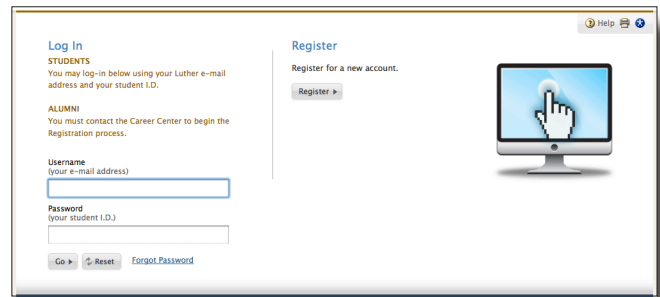 Help
Log In
STUDENTS
You may log-in below using your Luther e-mail
address and your student I.D.
ALUMNI
You must contact the Career Center to begin the
Registration process.
Username
(your e-mail address)
Password
(your student I.D.)
Go
Reset
Forgot Password
Register
Register for a new account.
Register